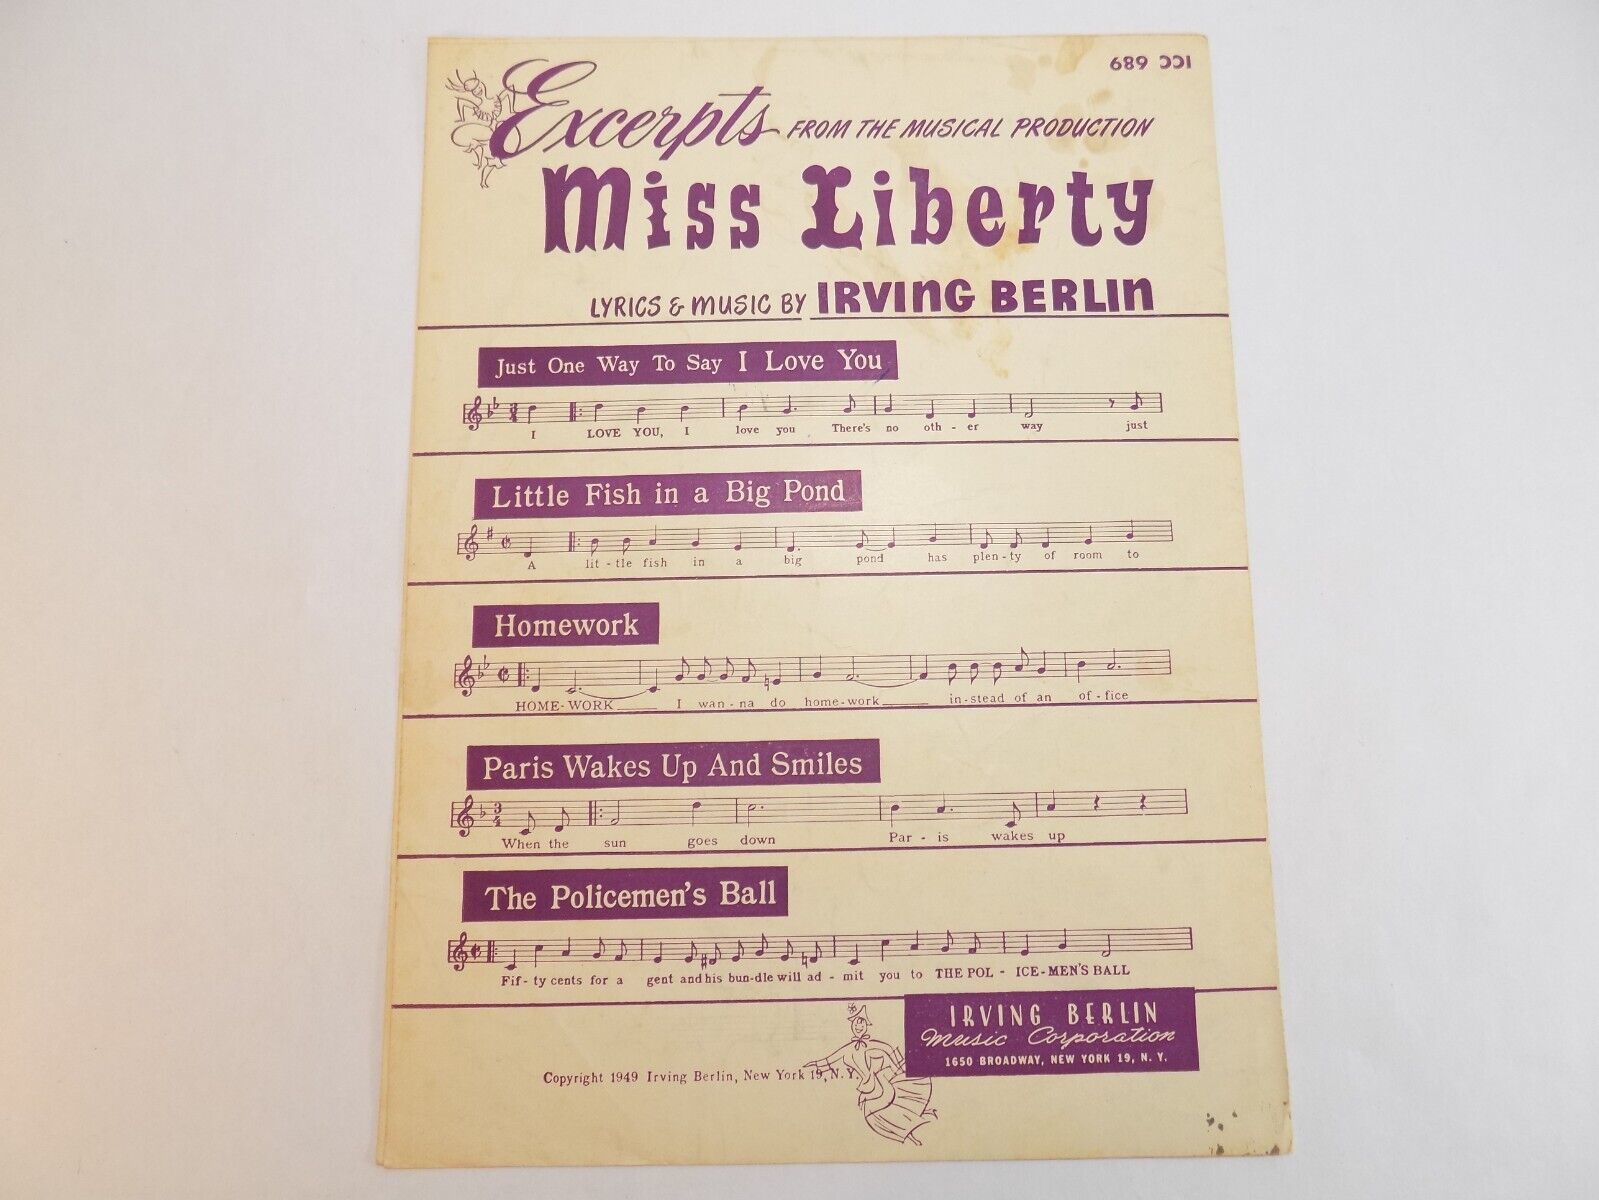 ICC 689
Excerpts FROM THE MUSICAL PRODUCTION
Miss Liberty
LYRICS & MUSIC BY IRVING BERLIN
Just One Way To Say I Love You
I LOVE YOU, I love you There's no oth - er way just
Little Fish in a Big Pond
A lit - tle fish in a big pond has plen - ty of room to
Homework
HOME - WORK I wan - na do home - work in - stead of an of - fice
Paris Wakes Up And Smiles
When the sun goes down Par - is wakes up
The Policemen's Ball
Fif - ty cents for a gent and his bun - dle will ad - mit you to THE POL - ICE - MEN'S BALL
IRVING BERLIN
Music Corporation
1650 BROADWAY, NEW YORK 19, N. Y.
Copyright 1949 Irving Berlin, New York 19, N. Y.